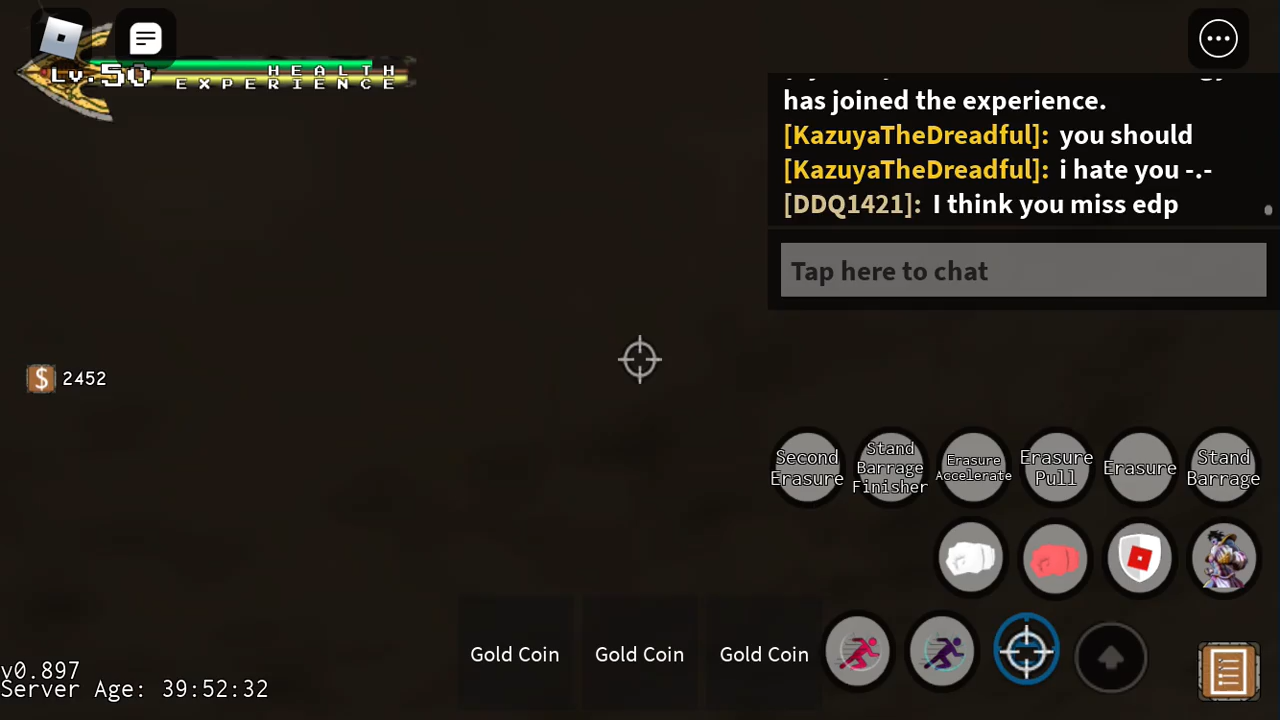 Lv.50
HEALTH
EXPERIENCE
has joined the experience.
[KazuyaTheDreadful]: you should
[KazuyaTheDreadful]: i hate you -.-
[DDQ1421]: I think you miss edp
Tap here to chat
$ 2452
Second
Erasure
Stand
Barrage
Finisher
Erasure
Accelerate
Erasure
Pull
Erasure
Stand
Barrage
Gold Coin
Gold Coin
Gold Coin
v0.897
Server Age: 39:52:32